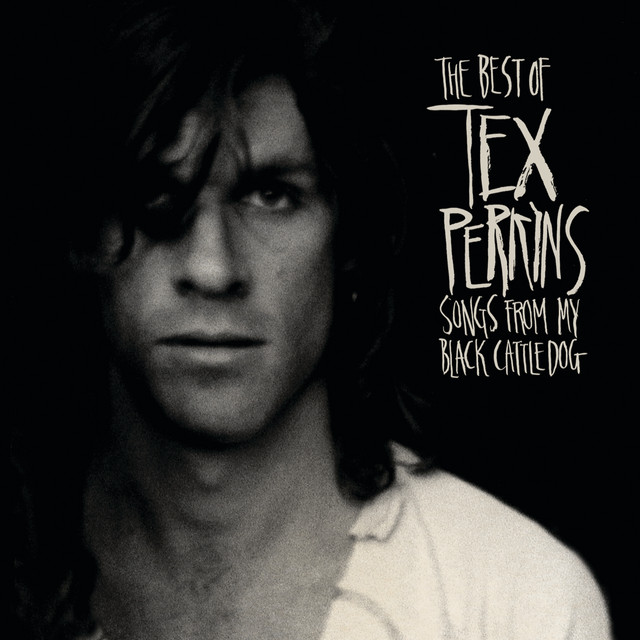 THE BEST OF
TEX
PERKINS
SONGS FROM MY
BLACK CATTLE DOG